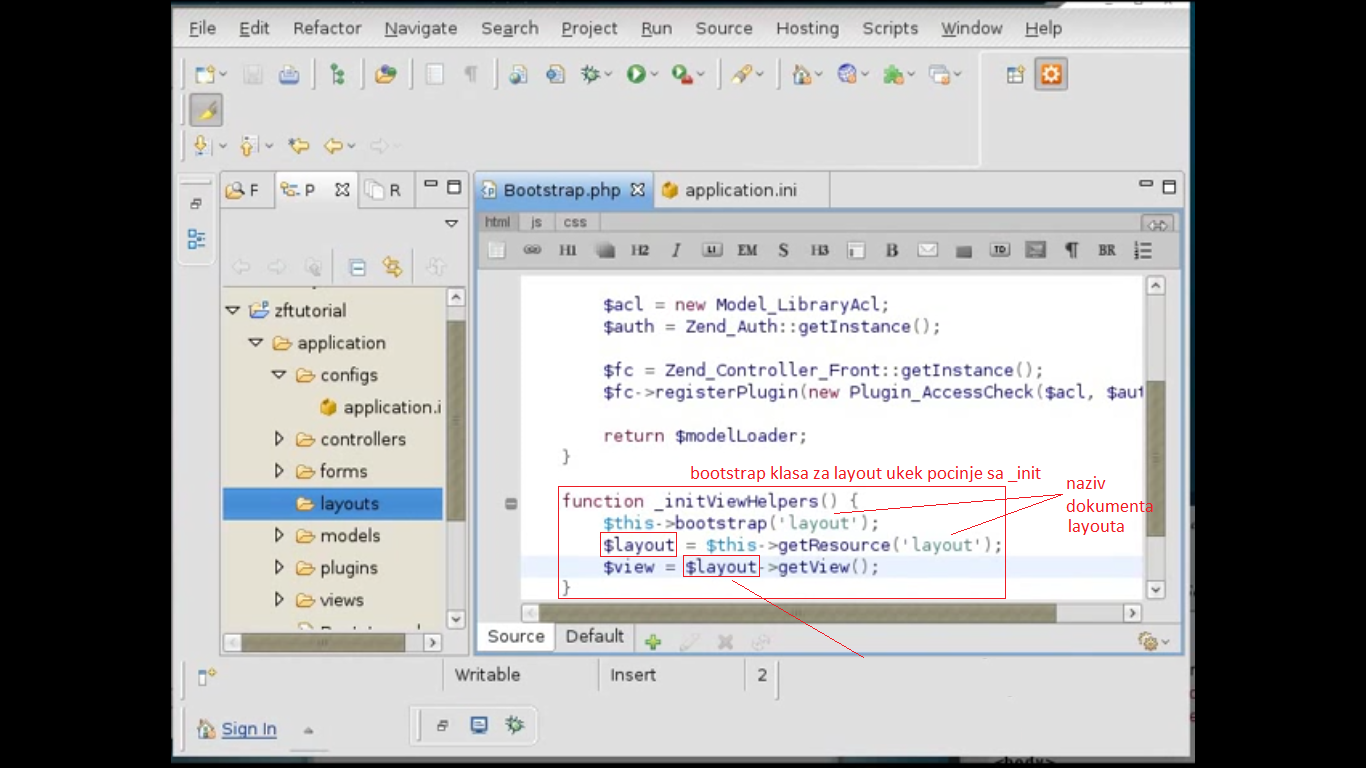 File Edit Refactor Navigate Search Project Run Source Hosting Scripts Window Help
F P R
Bootstrap.php application.ini
html js css
H1 H2 I LI EM S H3 B TD ¶ BR
zftutorial
application
configs
application.i
controllers
forms
layouts
models
plugins
views
$acl = new Model_LibraryAcl;
$auth = Zend_Auth::getInstance();
$fc = Zend_Controller_Front::getInstance();
$fc->registerPlugin(new Plugin_AccessCheck($acl, $aut
return $modelLoader;
}
bootstrap klasa za layout ukek pocinje sa _init
naziv
dokumenta
layouta
function _initViewHelpers() {
$this->bootstrap('layout');
$layout = $this->getResource('layout');
$view = $layout->getView();
}
Source Default
Writable Insert 2
Sign In
<body>